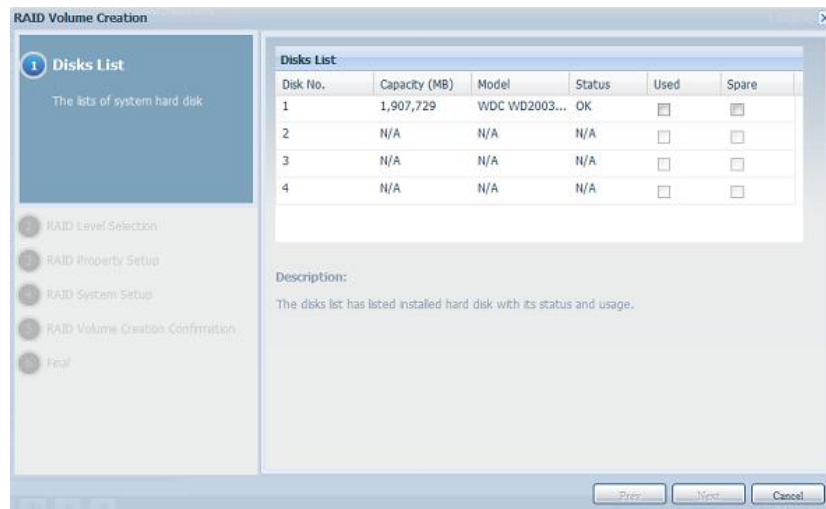 RAID Volume Creation
1 Disks List
The lists of system hard disk
RAID Level Selection
RAID Property Setup
RAID System Setup
RAID Volume Creation Confirmation
Final
Disks List
Disk No. Capacity (MB) Model Status Used Spare
1 1,907,729 WDC WD2003... OK
2 N/A N/A N/A
3 N/A N/A N/A
4 N/A N/A N/A
Description:
The disks list has listed installed hard disk with its status and usage.
Prev Next Cancel